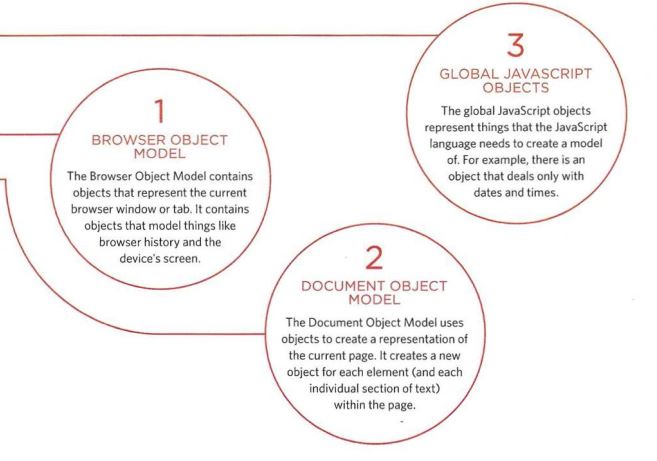 1
BROWSER OBJECT
MODEL
The Browser Object Model contains
objects that represent the current
browser window or tab. It contains
objects that model things like
browser history and the
device's screen.
2
DOCUMENT OBJECT
MODEL
The Document Object Model uses
objects to create a representation of
the current page. It creates a new
object for each element (and each
individual section of text)
within the page.
3
GLOBAL JAVASCRIPT
OBJECTS
The global JavaScript objects
represent things that the JavaScript
language needs to create a model
of. For example, there is an
object that deals only with
dates and times.